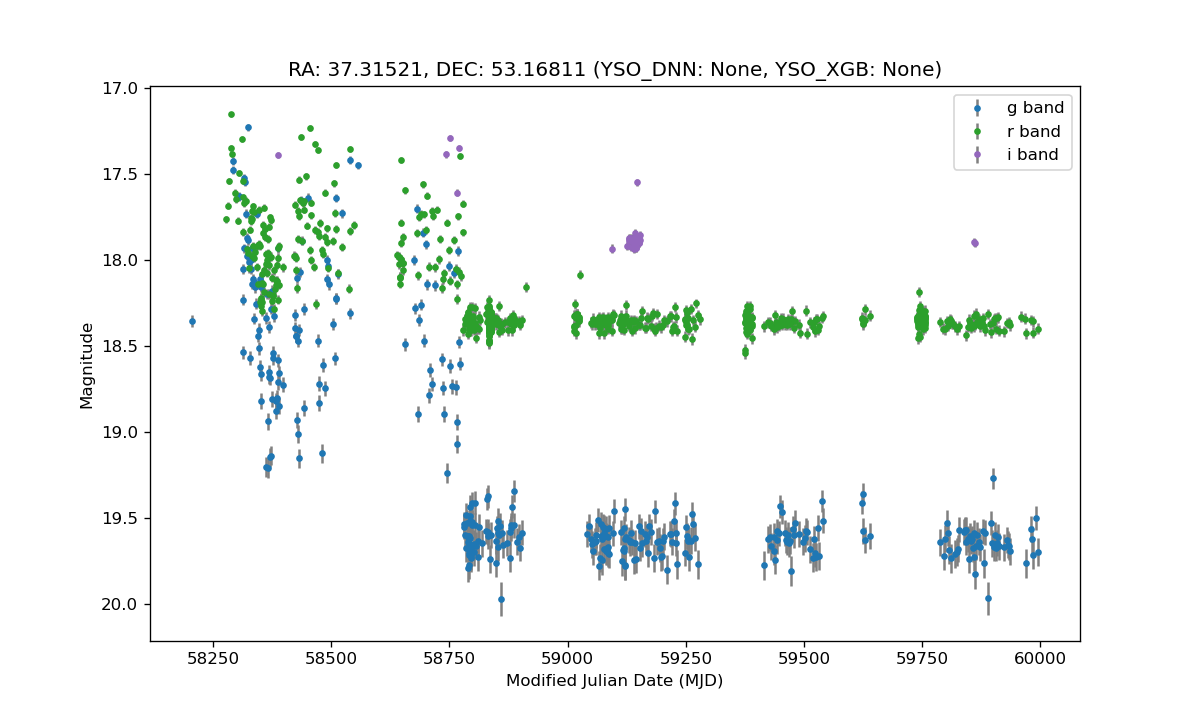 RA: 37.31521, DEC: 53.16811 (YSO_DNN: None, YSO_XGB: None)
g band
r band
i band
17.0
17.5
18.0
18.5
19.0
19.5
20.0
Magnitude
58250
58500
58750
59000
59250
59500
59750
60000
Modified Julian Date (MJD)